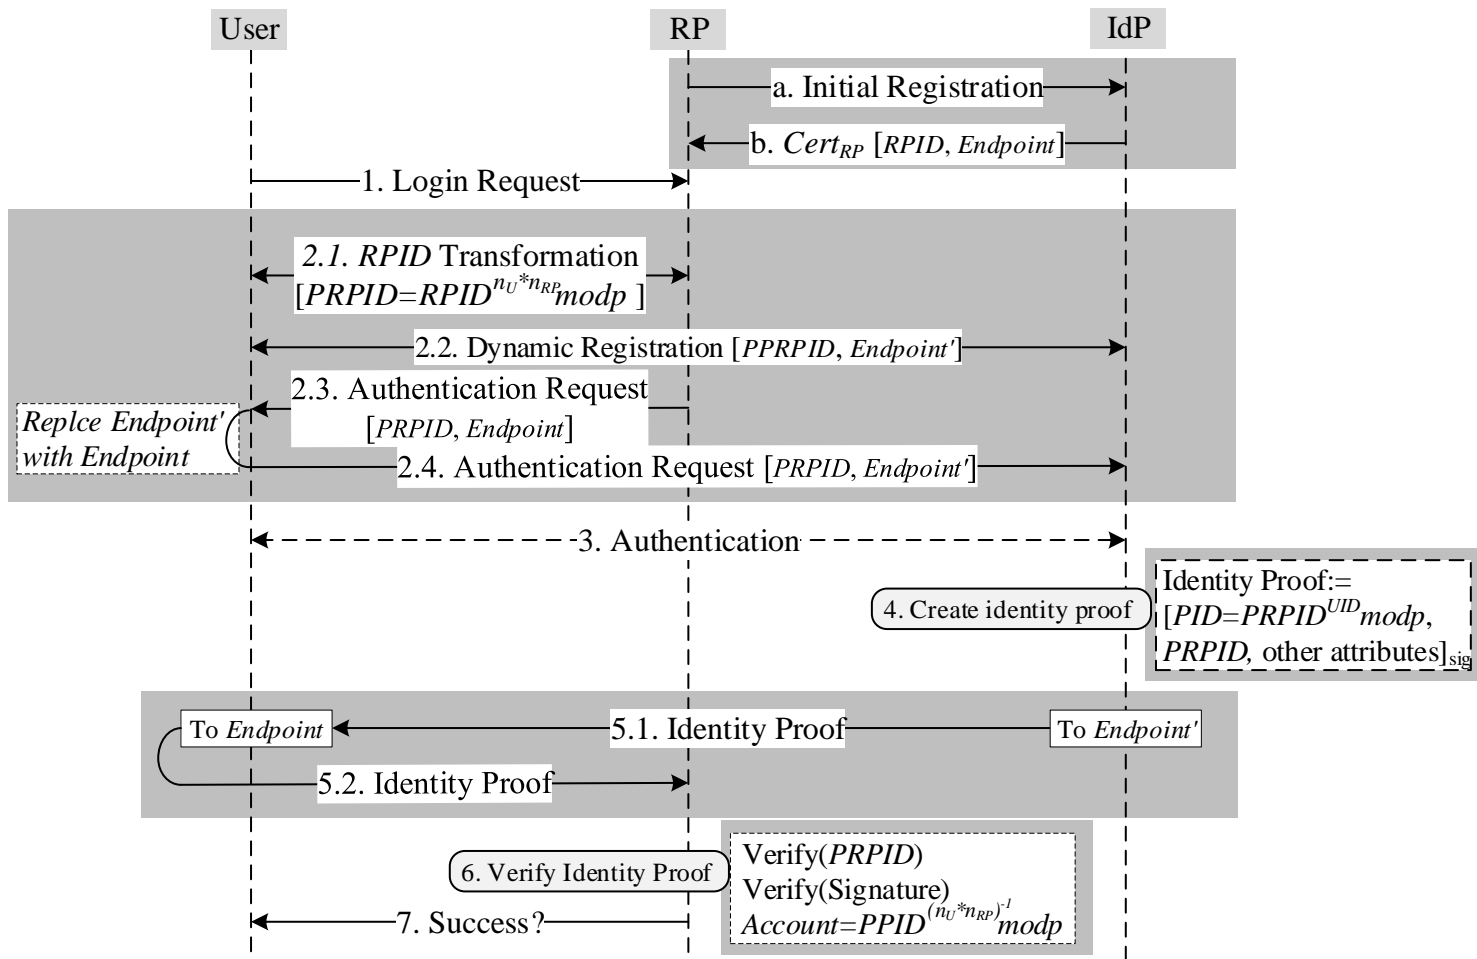 User RP IdP
a. Initial Registration
b. Cert_RP [RPID, Endpoint]
1. Login Request
2.1. RPID Transformation
[PRPID=RPID^{n_U*n_RP}modp ]
2.2. Dynamic Registration [PPRPID, Endpoint']
2.3. Authentication Request
[PRPID, Endpoint]
Replce Endpoint'
with Endpoint
2.4. Authentication Request [PRPID, Endpoint']
3. Authentication
4. Create identity proof
Identity Proof:=
[PID=PRPID^{UID}modp,
PRPID, other attributes]_sig
To Endpoint
5.1. Identity Proof
To Endpoint'
5.2. Identity Proof
6. Verify Identity Proof
Verify(PRPID)
Verify(Signature)
Account=PPID^{(n_U*n_RP)^{-1}}modp
7. Success?